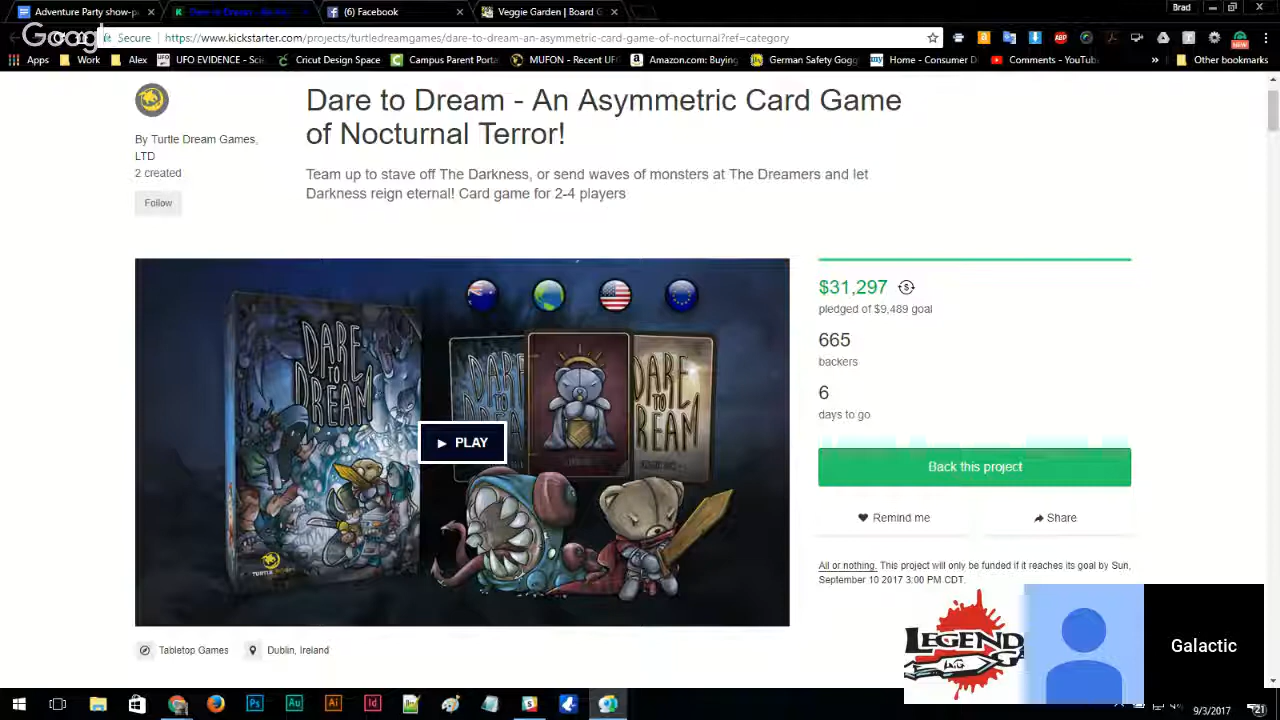 Adventure Party show-p
(6) Facebook
Veggie Garden | Board G
Brad
Google
Secure
https://www.kickstarter.com/projects/turtledreamgames/dare-to-dream-an-asymmetric-card-game-of-nocturnal?ref=category
Apps
Work
Alex
UFO EVIDENCE - Scie
Cricut Design Space
Campus Parent Porta
MUFON - Recent UF
Amazon.com: Buying
German Safety Gogg
Home - Consumer D
Comments - YouTub
»
Other bookmarks
Dare to Dream - An Asymmetric Card Game
of Nocturnal Terror!
By Turtle Dream Games,
LTD
2 created
Follow
Team up to stave off The Darkness, or send waves of monsters at The Dreamers and let
Darkness reign eternal! Card game for 2-4 players
DARE
TO
DREAM
DARE
TO
DREAM
DARE
TO
DREAM
PLAY
TURTLE
$31,297
pledged of $9,489 goal
665
backers
6
days to go
Back this project
Remind me
Share
All or nothing. This project will only be funded if it reaches its goal by Sun,
September 10 2017 3:00 PM CDT.
Tabletop Games
Dublin, Ireland
LEGEND
Galactic
9/3/2017